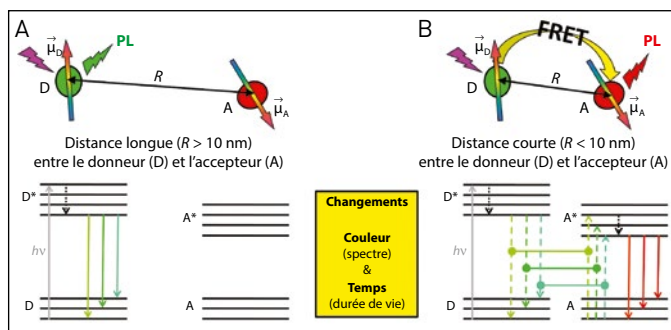 A
μD
PL
D
R
A
μA
Distance longue (R > 10 nm)
entre le donneur (D) et l'accepteur (A)
D*
A*
hν
D
A
Changements
Couleur
(spectre)
&
Temps
(durée de vie)
B
μD
FRET
PL
D
R
A
μA
Distance courte (R < 10 nm)
entre le donneur (D) et l'accepteur (A)
D*
A*
hν
D
A